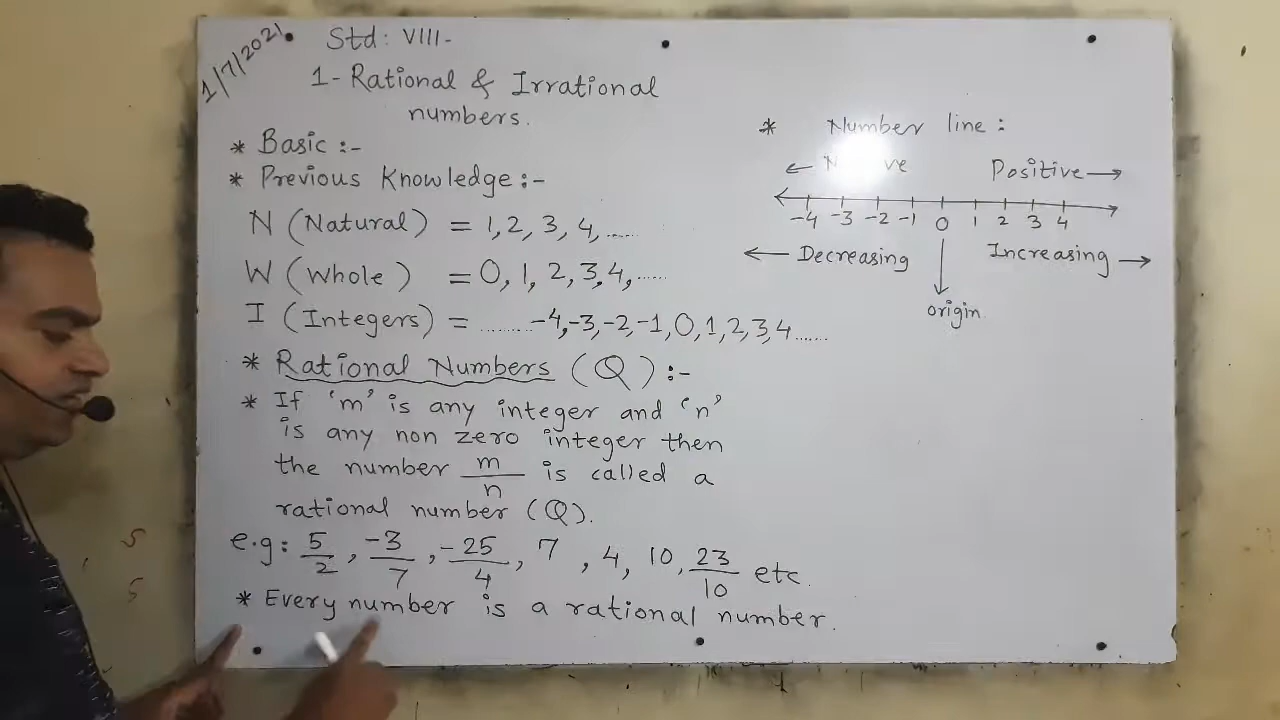 1/7/2021
Std: VIII-
1- Rational & Irrational
numbers.
* Basic :-
* Previous Knowledge :-
N (Natural) = 1, 2, 3, 4, ......
W (Whole) = 0, 1, 2, 3, 4, ......
I (Integers) = ........ -4, -3, -2, -1, 0, 1, 2, 3, 4 .......
* Rational Numbers (Q) :-
* If 'm' is any integer and 'n'
is any non zero integer then
the number m/n is called a
rational number (Q).
e.g: 5/2, -3/7, -25/4, 7, 4, 10, 23/10 etc.
* Every number is a rational number.
* Number line :
← N ve Positive →
-4 -3 -2 -1 0 1 2 3 4
← Decreasing Increasing →
origin